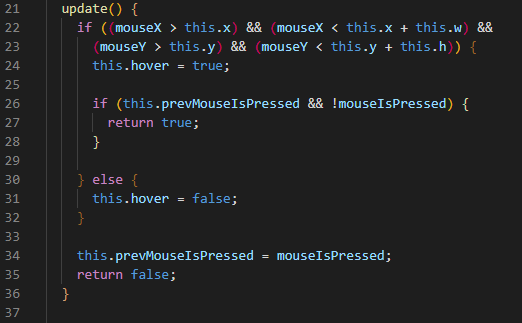 21 update() {
22 if ((mouseX > this.x) && (mouseX < this.x + this.w) &&
23 (mouseY > this.y) && (mouseY < this.y + this.h)) {
24 this.hover = true;
25
26 if (this.prevMouseIsPressed && !mouseIsPressed) {
27 return true;
28 }
29
30 } else {
31 this.hover = false;
32 }
33
34 this.prevMouseIsPressed = mouseIsPressed;
35 return false;
36 }
37